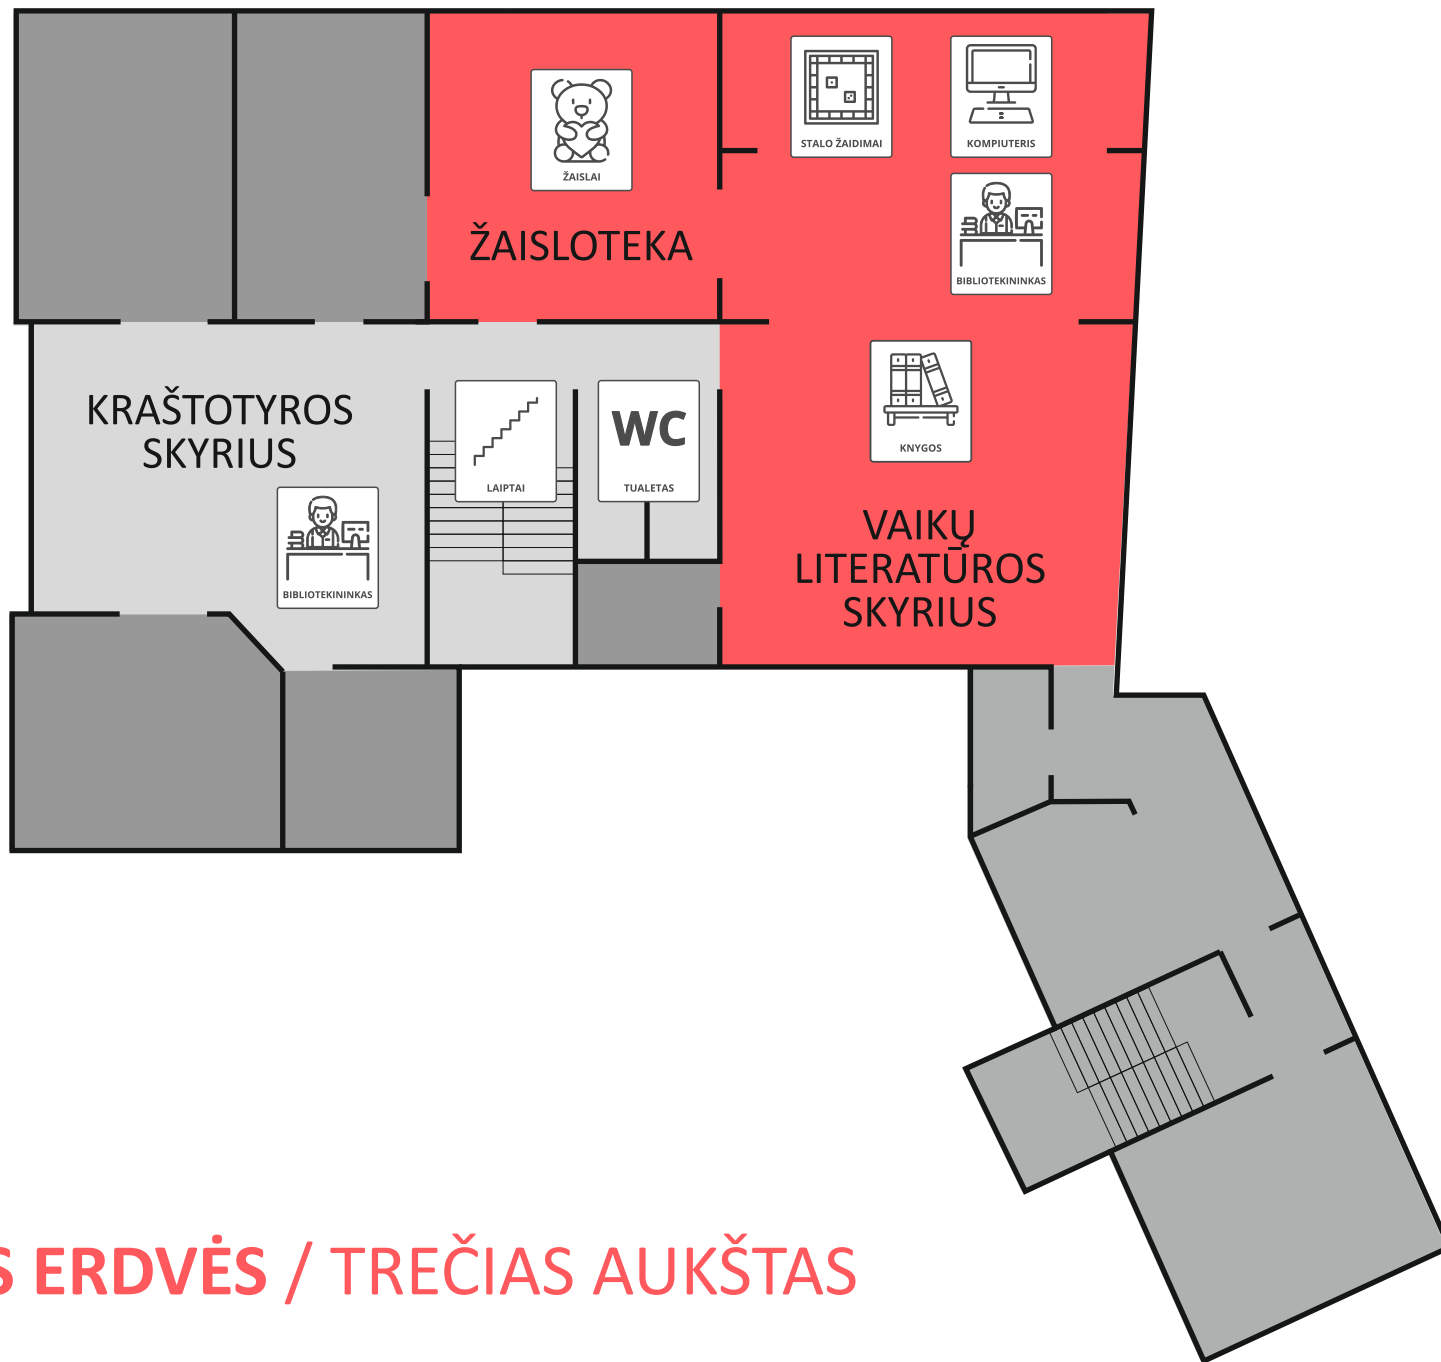 STALO ŽAIDIMAI
KOMPIUTERIS
ŽAISLAI
ŽAISLOTEKA
BIBLIOTEKININKAS
KRAŠTOTYROS
SKYRIUS
LAIPTAI
WC
TUALETAS
KNYGOS
BIBLIOTEKININKAS
VAIKŲ
LITERATŪROS
SKYRIUS
S ERDVĖS / TREČIAS AUKŠTAS